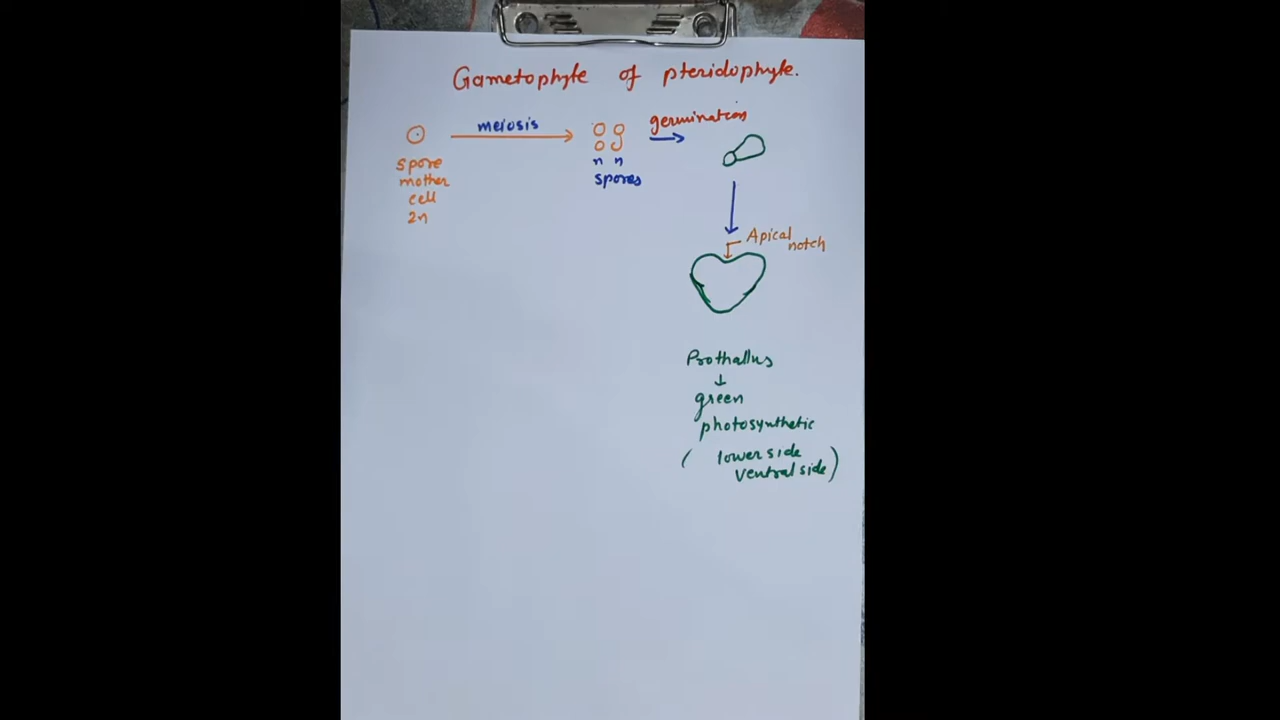 Gametophyte of pteridophyte.
meiosis
germination
spore
mother
cell
2n
n n
spores
Apical
notch
Prothallus
green
photosynthetic
( lower side
ventral side )